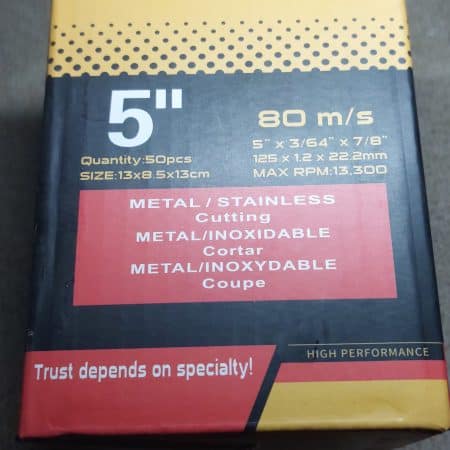 5"
80 m/s
5" x 3/64" x 7/8"
125 x 1.2 x 22.2mm
MAX RPM:13,300
Quantity:50pcs
SIZE:13x8.5x13cm
METAL / STAINLESS
Cutting
METAL/INOXIDABLE
Cortar
METAL/INOXYDABLE
Coupe
HIGH PERFORMANCE
Trust depends on specialty!